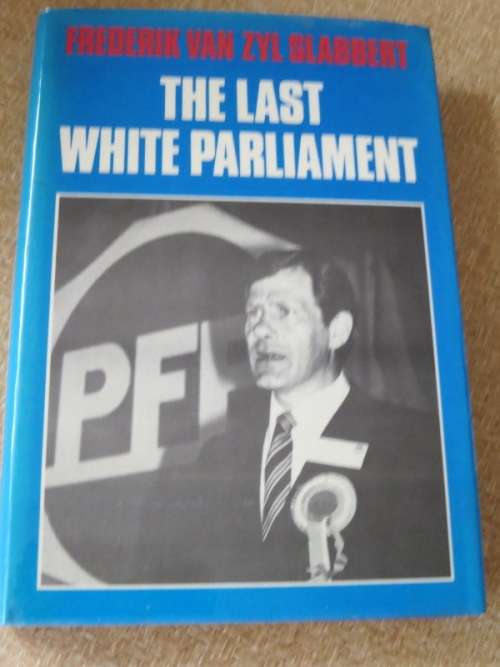 FREDERIK VAN ZYL SLABBERT
THE LAST
WHITE PARLIAMENT
PF